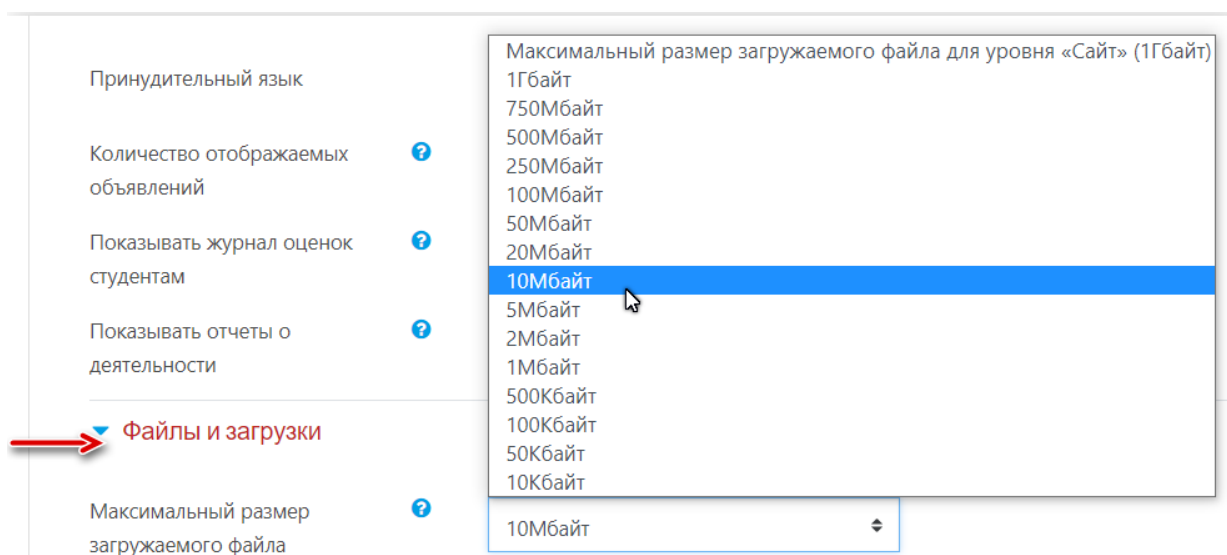 Максимальный размер загружаемого файла для уровня «Сайт» (1Гбайт)
1Гбайт
750Мбайт
500Мбайт
250Мбайт
100Мбайт
50Мбайт
20Мбайт
10Мбайт
5Мбайт
2Мбайт
1Мбайт
500Кбайт
100Кбайт
50Кбайт
10Кбайт
Принудительный язык
Количество отображаемых
объявлений
Показывать журнал оценок
студентам
Показывать отчеты о
деятельности
Файлы и загрузки
Максимальный размер
загружаемого файла
10Мбайт